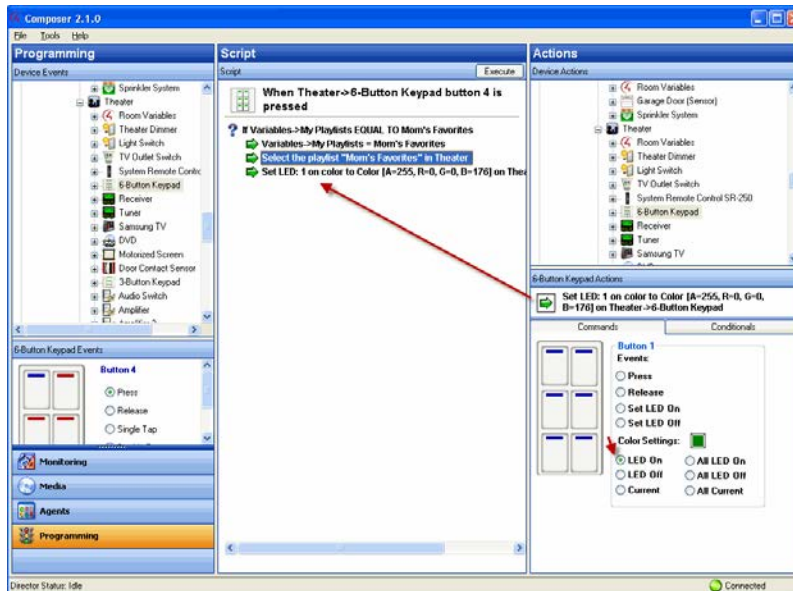 Composer 2.1.0
File Tools Help
Programming
Device Events
Sprinkler System
Theater
Room Variables
Theater Dimmer
Light Switch
TV Outlet Switch
System Remote Contrc
6-Button Keypad
Receiver
Tuner
Samsung TV
DVD
Motorized Screen
Door Contact Sensor
3-Button Keypad
Audio Switch
Amplifier
6-Button Keypad Events
Button 4
Press
Release
Single Tap
Monitoring
Media
Agents
Programming
Script
Script Execute
When Theater->6-Button Keypad button 4 is
pressed
If Variables->My Playlists EQUAL TO Mom's Favorites
Variables->My Playlists = Mom's Favorites
Select the playlist "Mom's Favorites" in Theater
Set LED: 1 on color to Color [A=255, R=0, G=0, B=176] on Thea
Actions
Device Actions
Room Variables
Garage Door (Sensor)
Sprinkler System
Theater
Room Variables
Theater Dimmer
Light Switch
TV Outlet Switch
System Remote Control SR-250
6-Button Keypad
Receiver
Tuner
Samsung TV
6-Button Keypad Actions
Set LED: 1 on color to Color [A=255, R=0, G=0,
B=176] on Theater->6-Button Keypad
Commands Conditionals
Button 1
Events:
Press
Release
Set LED On
Set LED Off
Color Settings:
LED On All LED On
LED Off All LED Off
Current All Current
Director Status: Idle
Connected